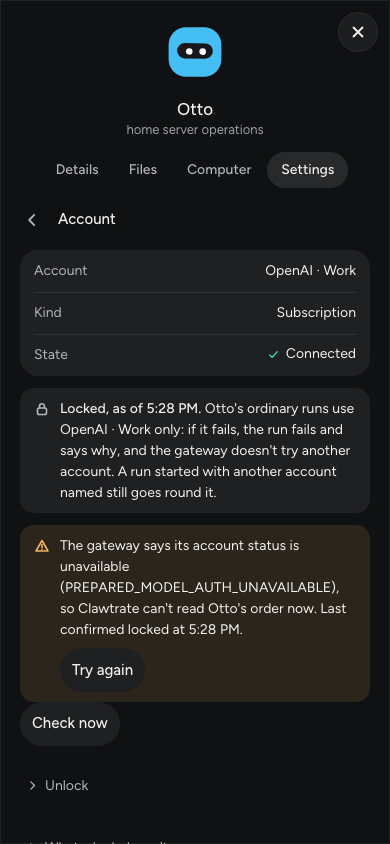 Otto
home server operations
Details Files Computer Settings
Account
Account OpenAI · Work
Kind Subscription
State Connected
Locked, as of 5:28 PM. Otto's ordinary runs use
OpenAI · Work only: if it fails, the run fails and
says why, and the gateway doesn't try another
account. A run started with another account
named still goes round it.
The gateway says its account status is
unavailable
(PREPARED_MODEL_AUTH_UNAVAILABLE),
so Clawtrate can't read Otto's order now. Last
confirmed locked at 5:28 PM.
Try again
Check now
Unlock